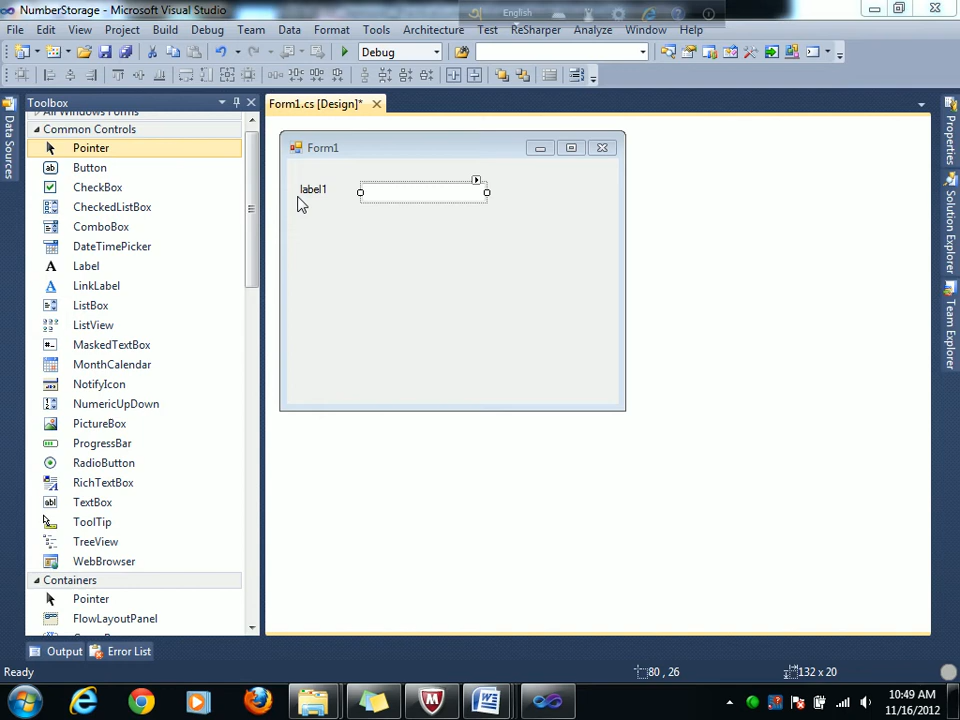 NumberStorage - Microsoft Visual Studio
English
File Edit View Project Build Debug Team Data Format Tools Architecture Test ReSharper Analyze Window Help
Debug
Toolbox
Form1.cs [Design]*
All Windows Forms
Common Controls
Pointer
Button
CheckBox
CheckedListBox
ComboBox
DateTimePicker
Label
LinkLabel
ListBox
ListView
MaskedTextBox
MonthCalendar
NotifyIcon
NumericUpDown
PictureBox
ProgressBar
RadioButton
RichTextBox
TextBox
ToolTip
TreeView
WebBrowser
Containers
Pointer
FlowLayoutPanel
Data Sources
Form1
label1
Properties
Solution Explorer
Team Explorer
Output Error List
Ready
80 , 26
132 x 20
10:49 AM
11/16/2012